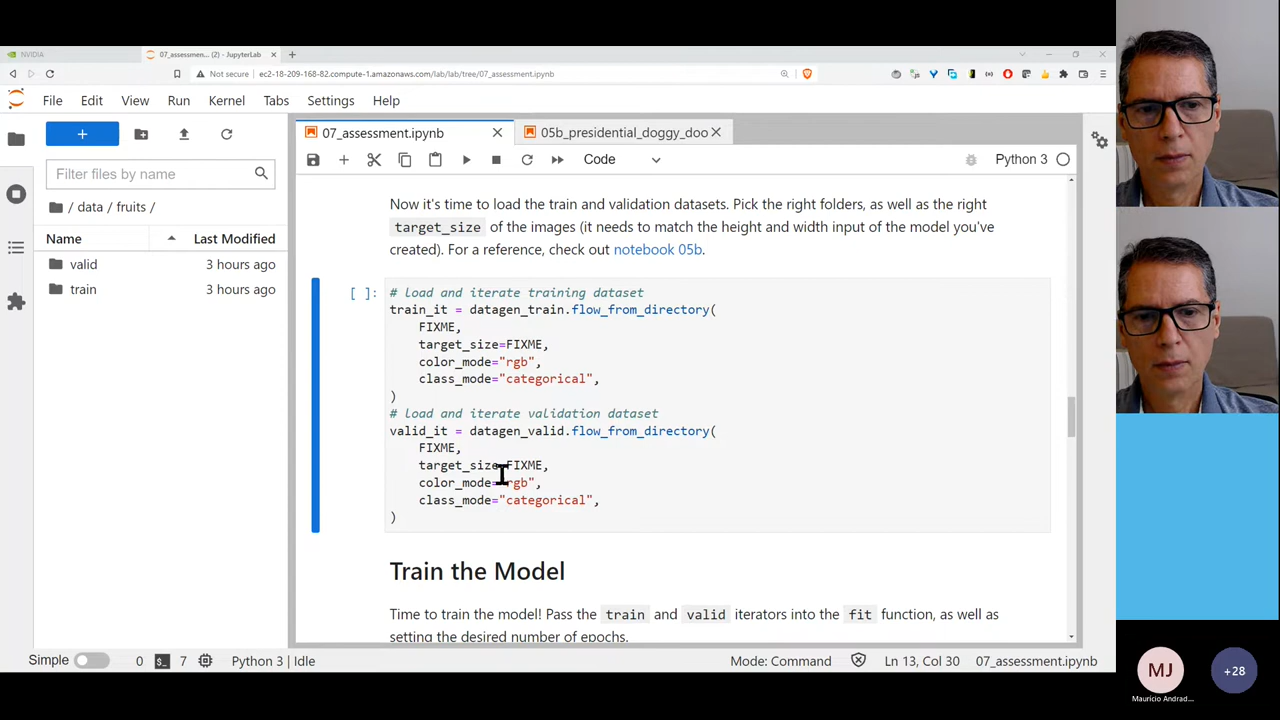 NVIDIA
07_assessment... (2) - JupyterLab
Not secure
ec2-18-209-168-82.compute-1.amazonaws.com/lab/lab/tree/07_assessment.ipynb
File Edit View Run Kernel Tabs Settings Help
07_assessment.ipynb
05b_presidential_doggy_doo
Code
Python 3
Filter files by name
/ data / fruits /
Name Last Modified
valid 3 hours ago
train 3 hours ago
Now it's time to load the train and validation datasets. Pick the right folders, as well as the right
target_size of the images (it needs to match the height and width input of the model you've
created). For a reference, check out notebook 05b.
[ ]:
# load and iterate training dataset
train_it = datagen_train.flow_from_directory(
FIXME,
target_size=FIXME,
color_mode="rgb",
class_mode="categorical",
)
# load and iterate validation dataset
valid_it = datagen_valid.flow_from_directory(
FIXME,
target_size=FIXME,
color_mode="rgb",
class_mode="categorical",
)
Train the Model
Time to train the model! Pass the train and valid iterators into the fit function, as well as
setting the desired number of epochs.
Simple 0 7 Python 3 | Idle Mode: Command Ln 13, Col 30 07_assessment.ipynb
MJ
+28
Mauricio Andrad...